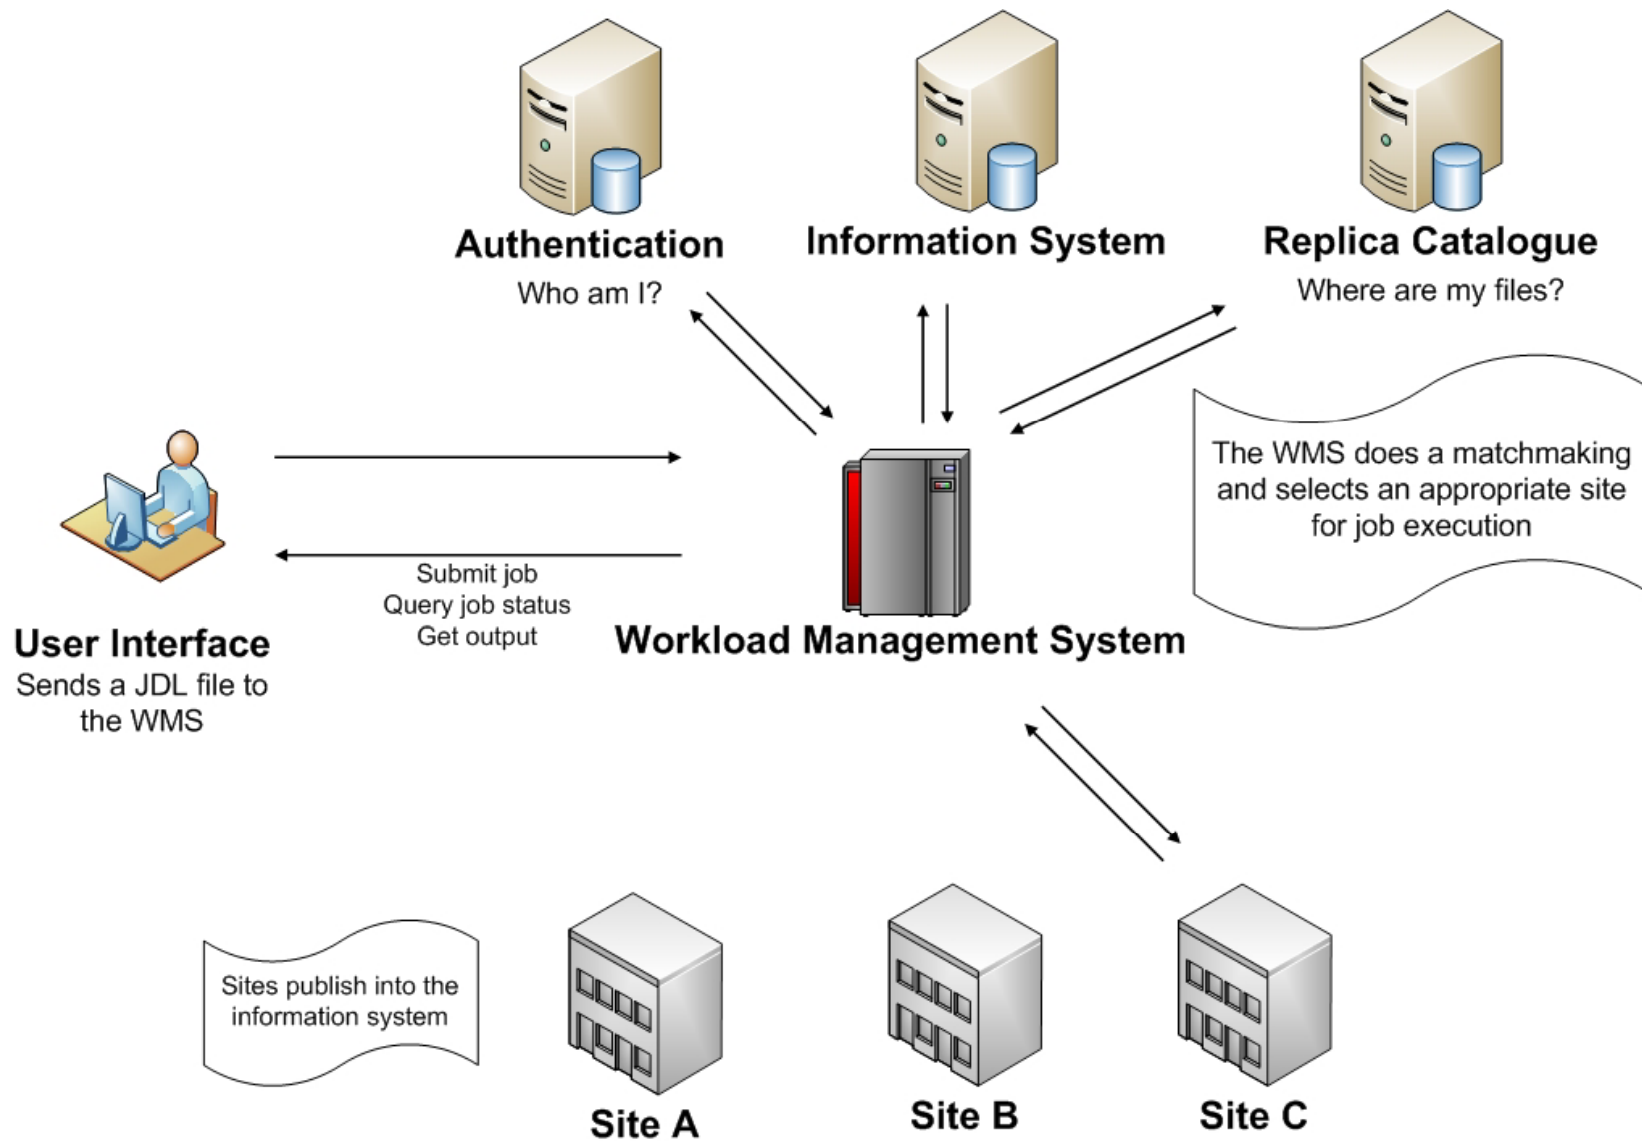 Authentication
Who am I?
Information System
Replica Catalogue
Where are my files?
The WMS does a matchmaking
and selects an appropriate site
for job execution
Submit job
Query job status
Get output
User Interface
Sends a JDL file to
the WMS
Workload Management System
Sites publish into the
information system
Site A
Site B
Site C